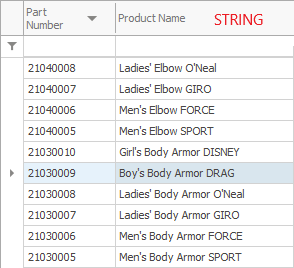 Part Number
Product Name
STRING
21040008 Ladies' Elbow O'Neal
21040007 Ladies' Elbow GIRO
21040006 Men's Elbow FORCE
21040005 Men's Elbow SPORT
21030010 Girl's Body Armor DISNEY
21030009 Boy's Body Armor DRAG
21030008 Ladies' Body Armor O'Neal
21030007 Ladies' Body Armor GIRO
21030006 Men's Body Armor FORCE
21030005 Men's Body Armor SPORT